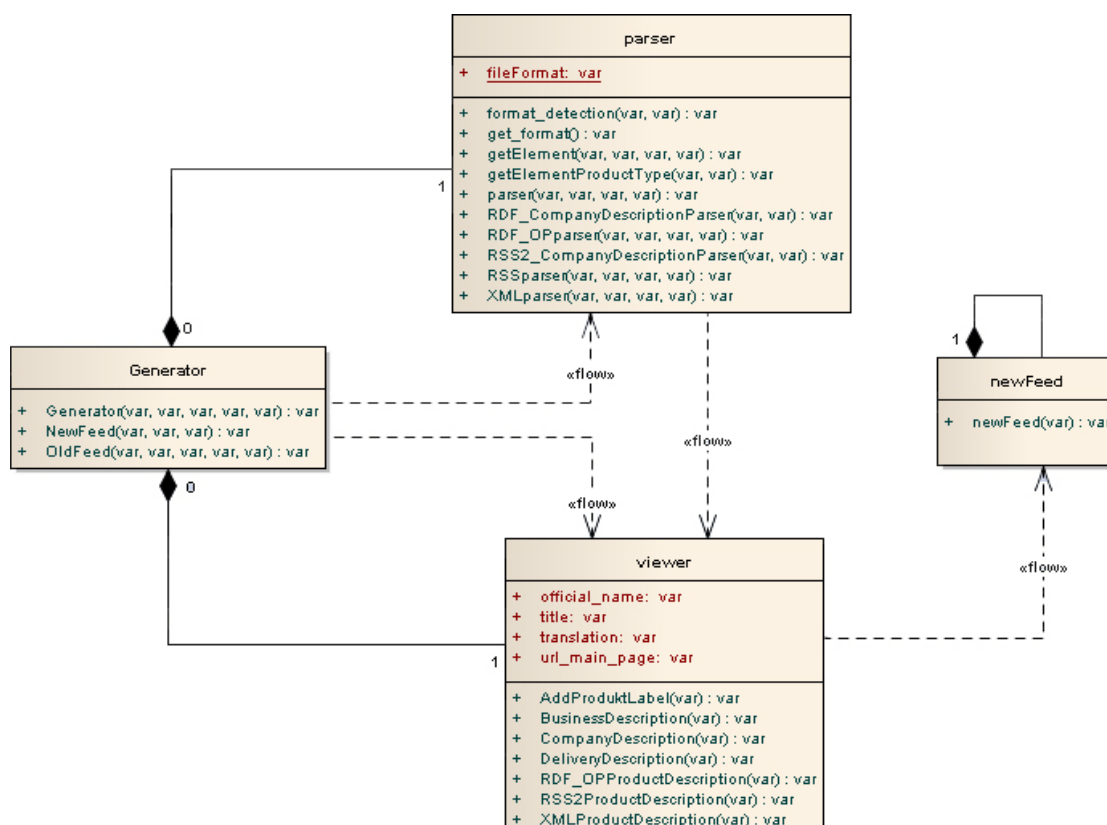 parser
+ fileFormat: var
+ format_detection(var, var) : var
+ get_format() : var
+ getElement(var, var, var, var) : var
+ getElementProductType(var, var) : var
+ parser(var, var, var, var) : var
+ RDF_CompanyDescriptionParser(var, var) : var
+ RDF_OPparser(var, var, var, var) : var
+ RSS2_CompanyDescriptionParser(var, var) : var
+ RSSparser(var, var, var, var) : var
+ XMLparser(var, var, var, var) : var
1
0
Generator
+ Generator(var, var, var, var, var) : var
+ NewFeed(var, var, var) : var
+ OldFeed(var, var, var, var, var) : var
0
«flow»
«flow»
«flow»
1
newFeed
+ newFeed(var) : var
«flow»
1
viewer
+ official_name: var
+ title: var
+ translation: var
+ url_main_page: var
+ AddProduktLabel(var) : var
+ BusinessDescription(var) : var
+ CompanyDescription(var) : var
+ DeliveryDescription(var) : var
+ RDF_OPProductDescription(var) : var
+ RSS2ProductDescription(var) : var
+ XMLProductDescription(var) : var